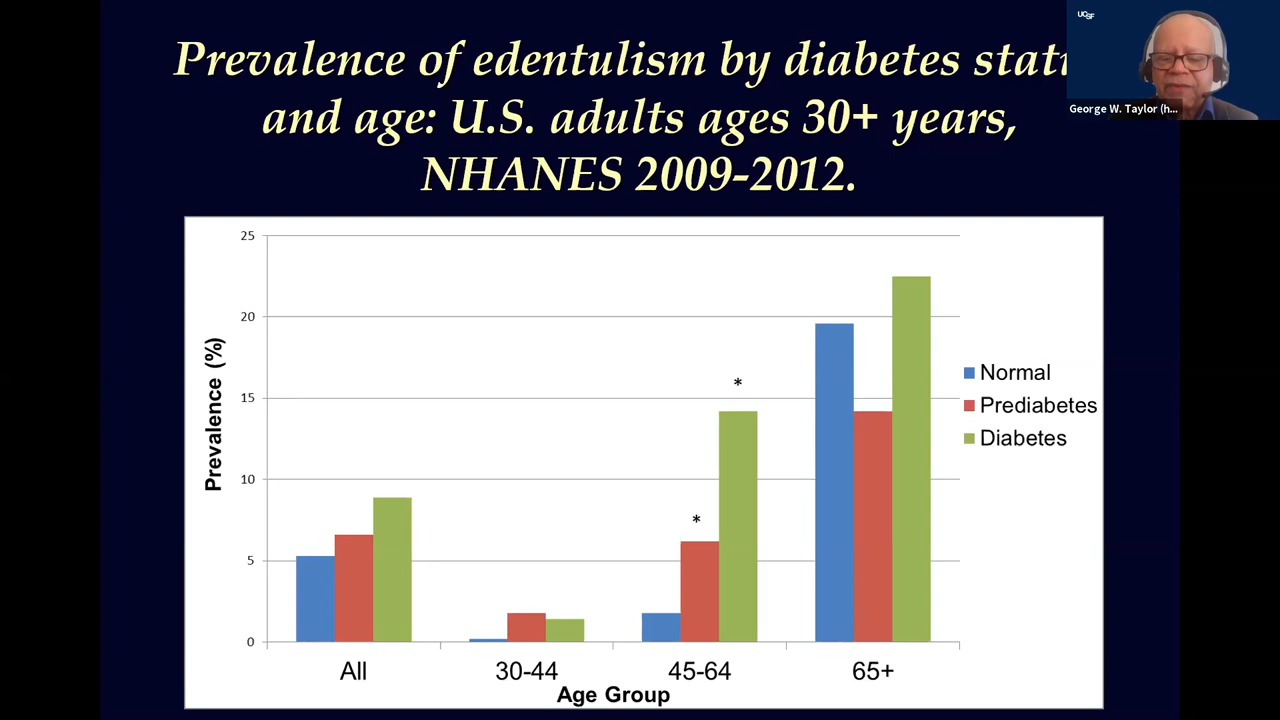 Prevalence of edentulism by diabetes
and age: U.S. adults ages 30+ years,
NHANES 2009-2012.
UCSF
George W. Taylor (h...
25
20
15
10
5
0
Prevalence (%)
*
*
Normal
Prediabetes
Diabetes
All 30-44 45-64 65+
Age Group